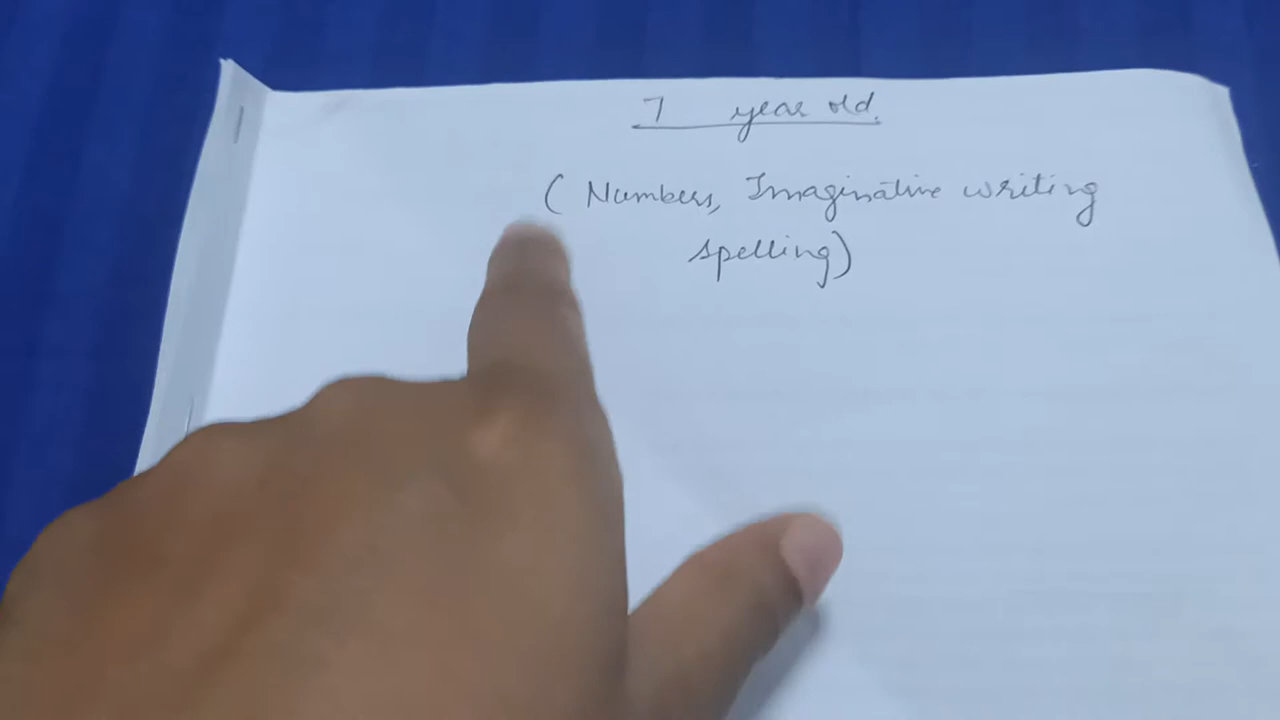 7 year old.
( Numbers, Imaginative writing
spelling)